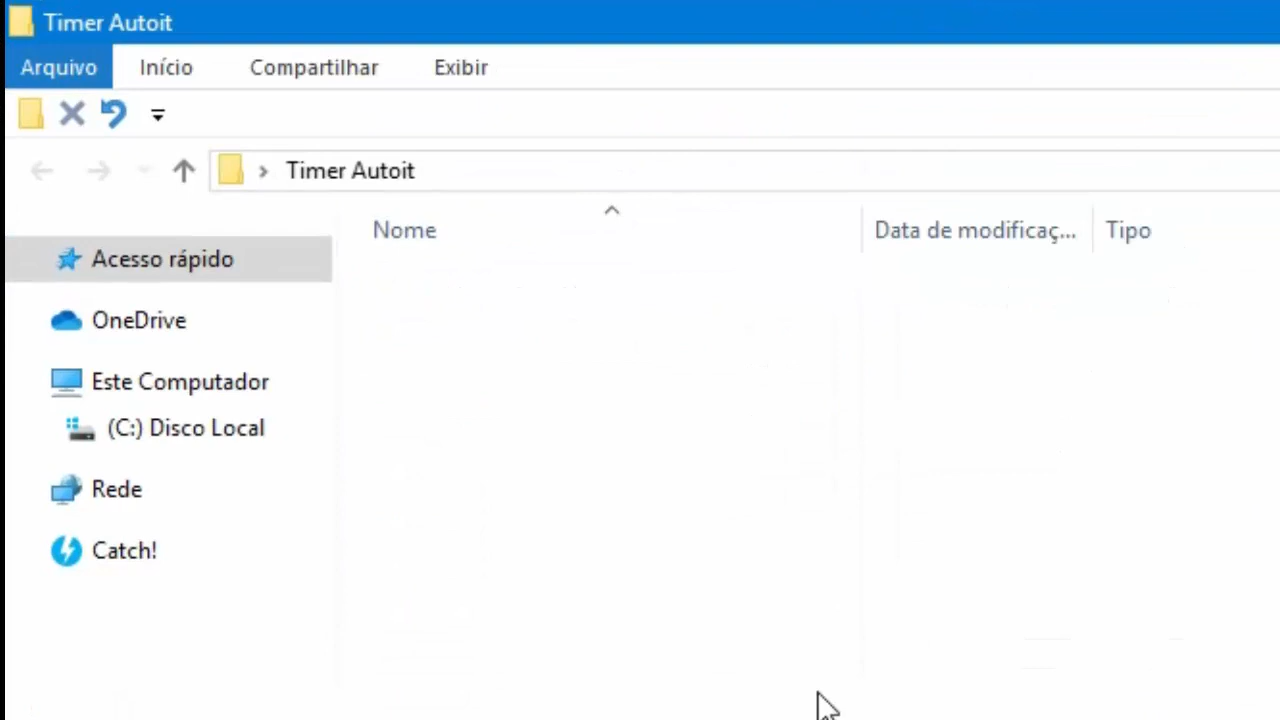 Timer Autoit
Arquivo Início Compartilhar Exibir
Timer Autoit
Nome Data de modificaç... Tipo
Acesso rápido
OneDrive
Este Computador
(C:) Disco Local
Rede
Catch!